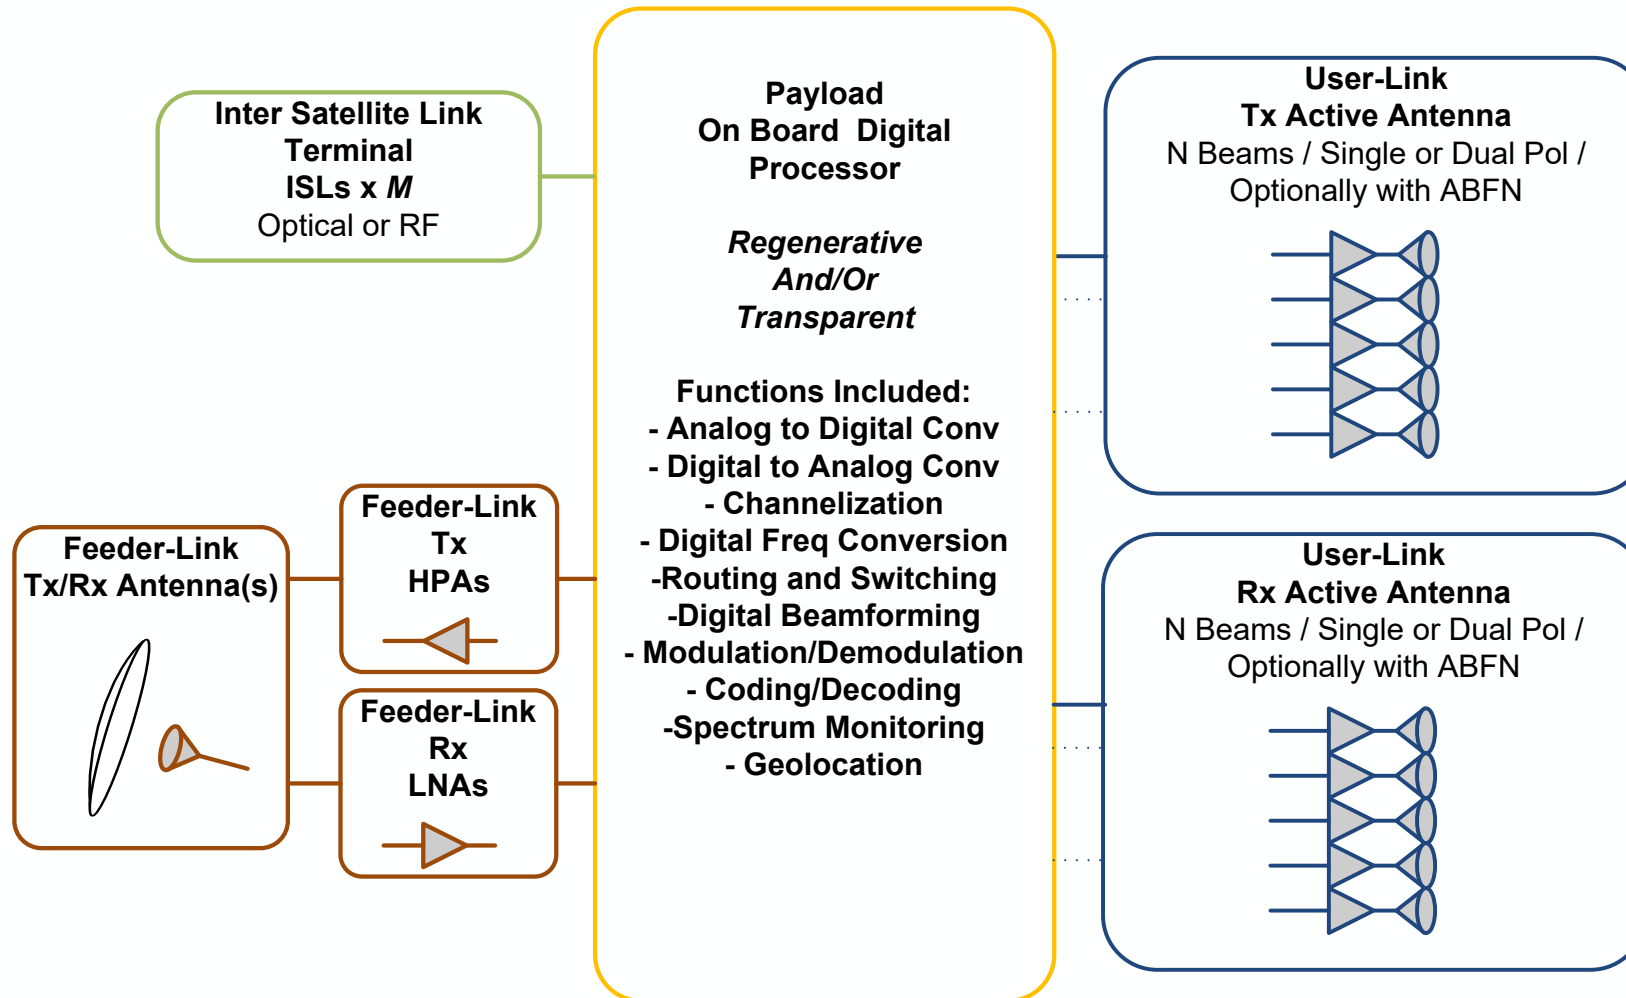 Inter Satellite Link
Terminal
ISLs x M
Optical or RF
Feeder-Link
Tx/Rx Antenna(s)
Feeder-Link
Tx
HPAs
Feeder-Link
Rx
LNAs
Payload
On Board Digital
Processor
Regenerative
And/Or
Transparent
Functions Included:
- Analog to Digital Conv
- Digital to Analog Conv
- Channelization
- Digital Freq Conversion
-Routing and Switching
-Digital Beamforming
- Modulation/Demodulation
- Coding/Decoding
-Spectrum Monitoring
- Geolocation
User-Link
Tx Active Antenna
N Beams / Single or Dual Pol /
Optionally with ABFN
User-Link
Rx Active Antenna
N Beams / Single or Dual Pol /
Optionally with ABFN